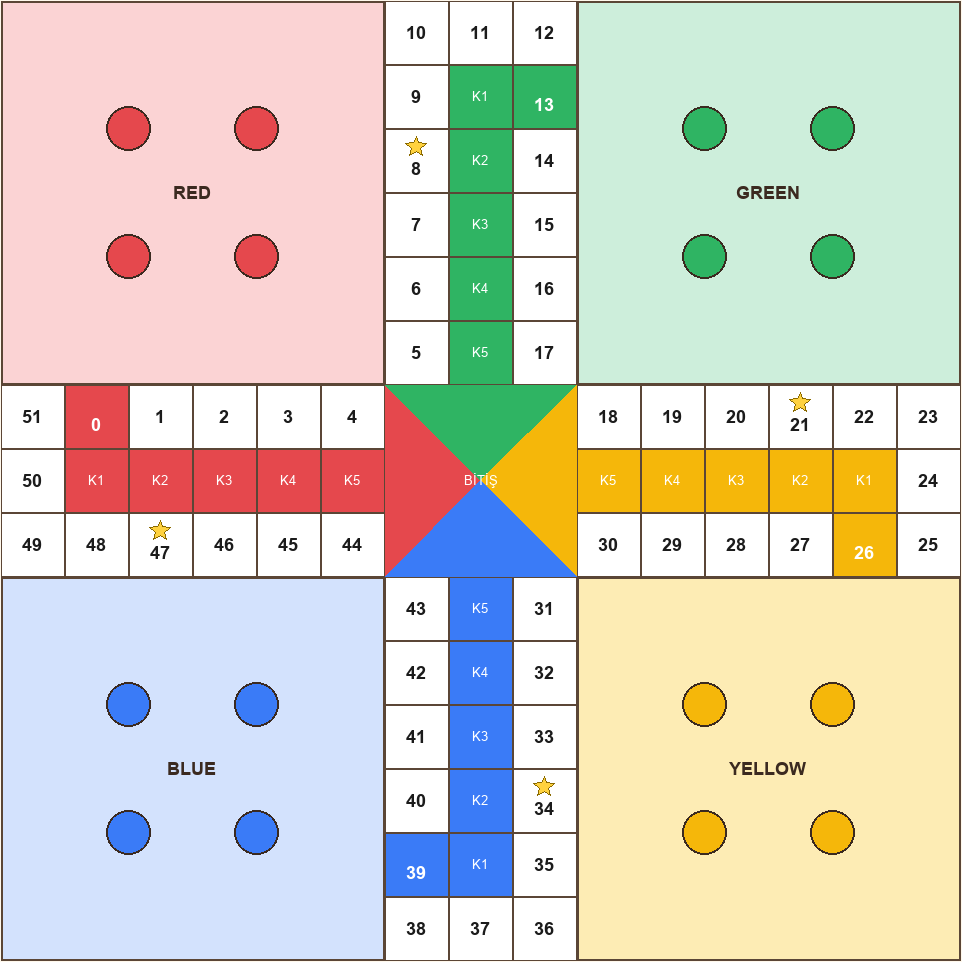 10 11 12
9 K1 13
8 K2 14
RED
GREEN
7 K3 15
6 K4 16
5 K5 17
51 0 1 2 3 4 18 19 20 21 22 23
50 K1 K2 K3 K4 K5 BİTİŞ K5 K4 K3 K2 K1 24
49 48 47 46 45 44 30 29 28 27 26 25
43 K5 31
42 K4 32
41 K3 33
BLUE
YELLOW
40 K2 34
39 K1 35
38 37 36